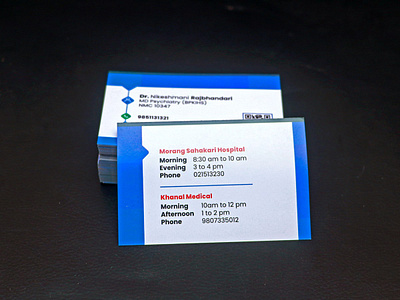 Dr. Nikeshmani Rajbhandari
MD Psychiatry (BPKIHS)
NMC 10347
9851131321
Morang Sahakari Hospital
Morning 8:30 am to 10 am
Evening 3 to 4 pm
Phone 021513230
Khanal Medical
Morning 10am to 12 pm
Afternoon 1 to 2 pm
Phone 9807335012